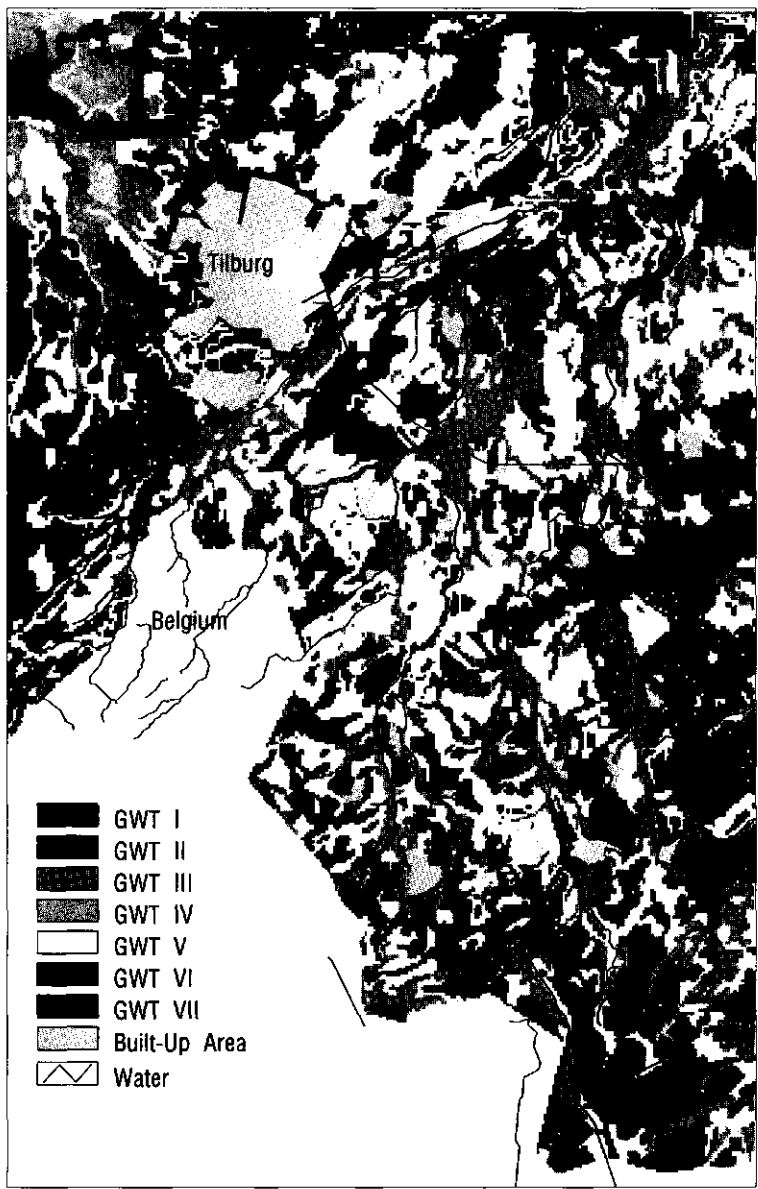 Tilburg
Belgium
GWT I
GWT II
GWT III
GWT IV
GWT V
GWT VI
GWT VII
Built-Up Area
Water